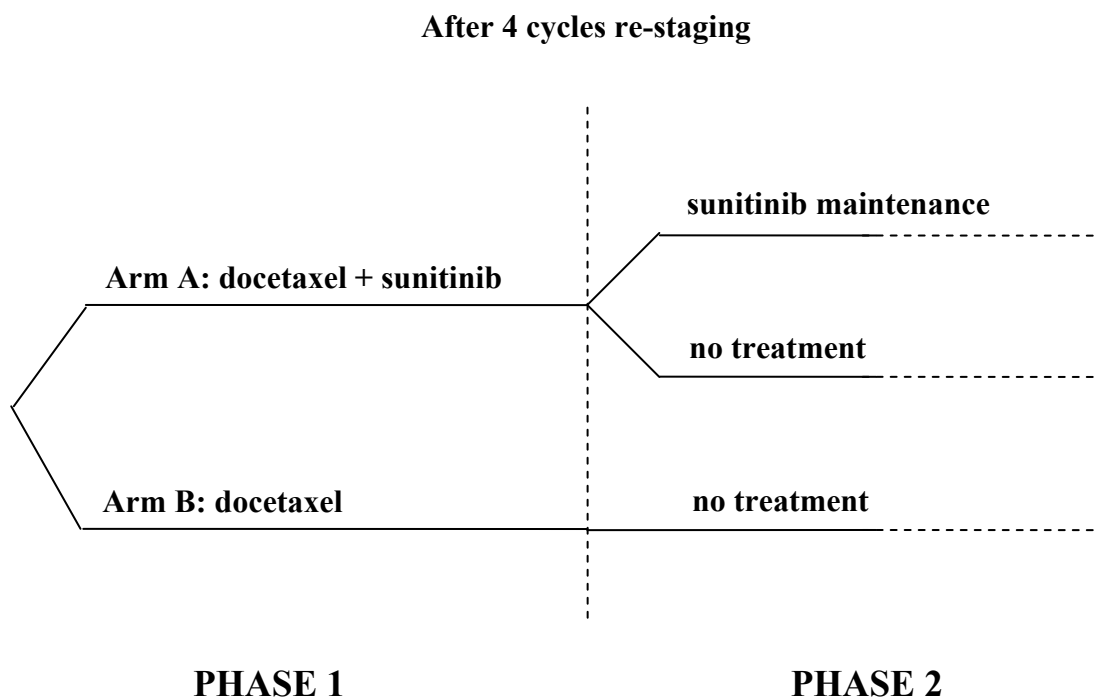 After 4 cycles re-staging
sunitinib maintenance
Arm A: docetaxel + sunitinib
no treatment
Arm B: docetaxel
no treatment
PHASE 1
PHASE 2